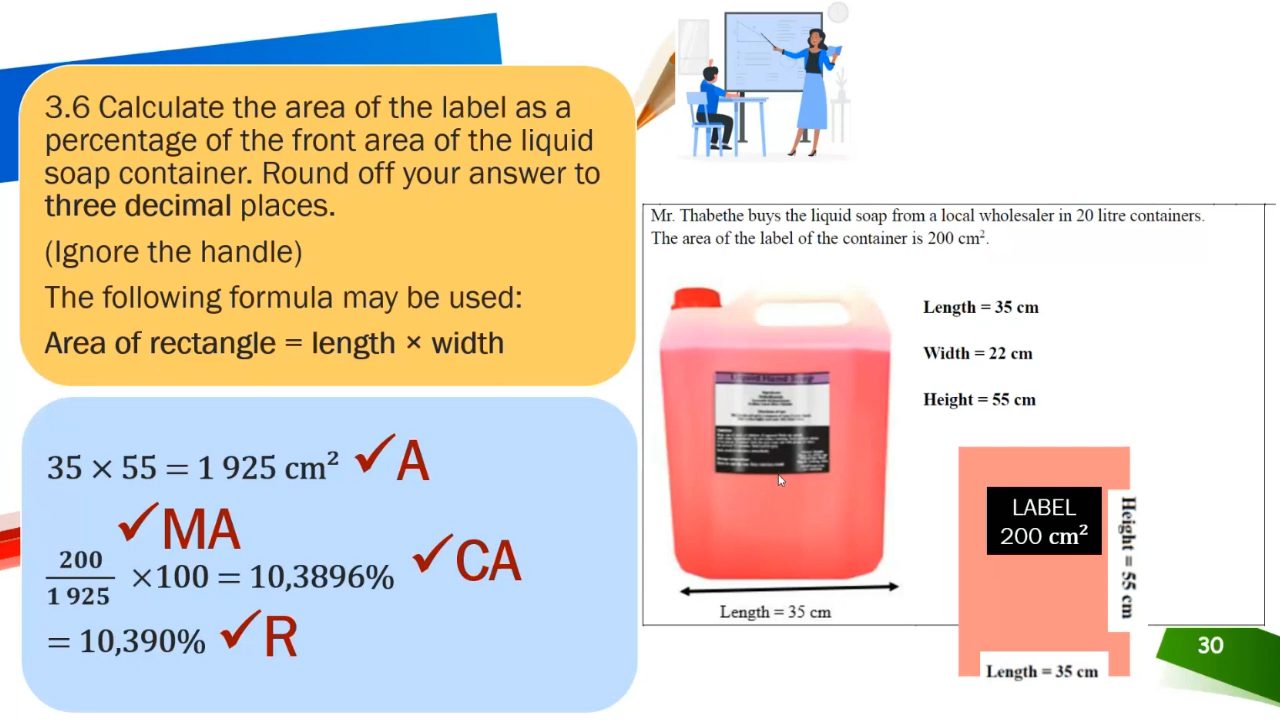 3.6 Calculate the area of the label as a
percentage of the front area of the liquid
soap container. Round off your answer to
three decimal places.
(Ignore the handle)
The following formula may be used:
Area of rectangle = length × width
35 × 55 = 1 925 cm² ✓A
✓MA
200/1 925 ×100 = 10,3896% ✓CA
= 10,390% ✓R
Mr. Thabethe buys the liquid soap from a local wholesaler in 20 litre containers.
The area of the label of the container is 200 cm².
Liquid Hand Soap
Length = 35 cm
Width = 22 cm
Height = 55 cm
Length = 35 cm
LABEL
200 cm²
Height = 55 cm
Length = 35 cm
30